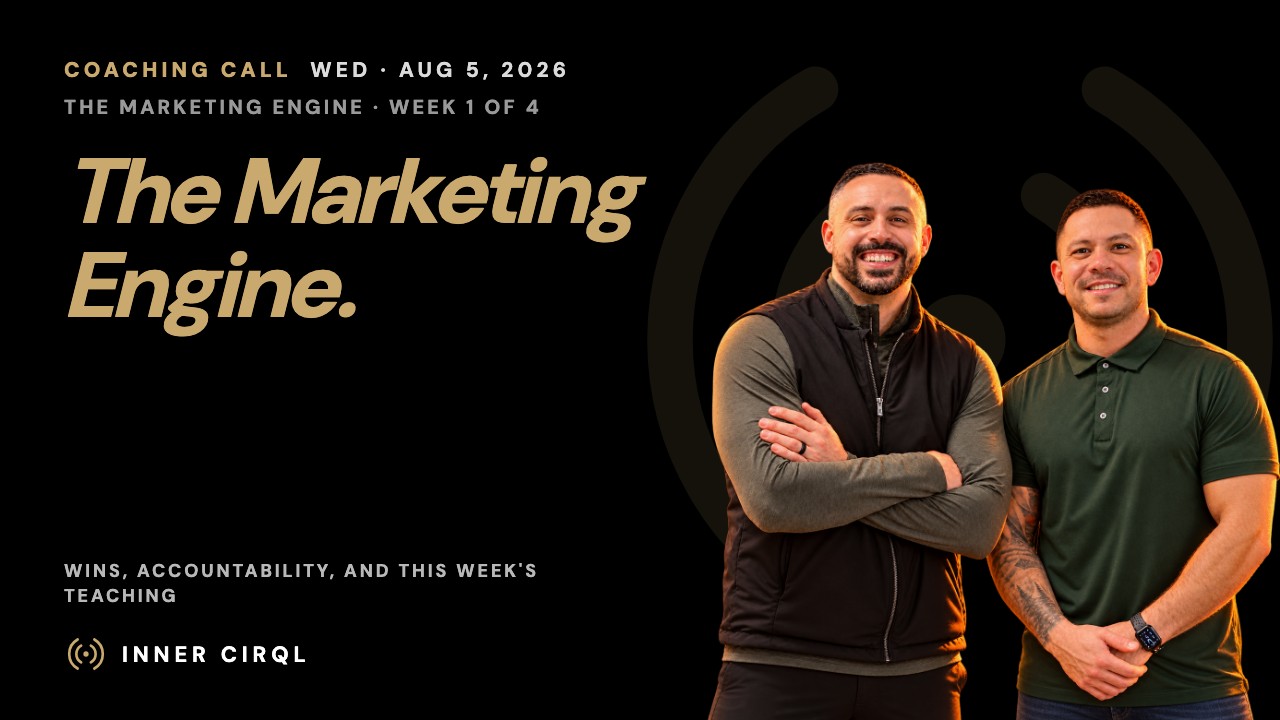 COACHING CALL WED · AUG 5, 2026
THE MARKETING ENGINE · WEEK 1 OF 4
The Marketing
Engine.
WINS, ACCOUNTABILITY, AND THIS WEEK'S
TEACHING
INNER CIRQL